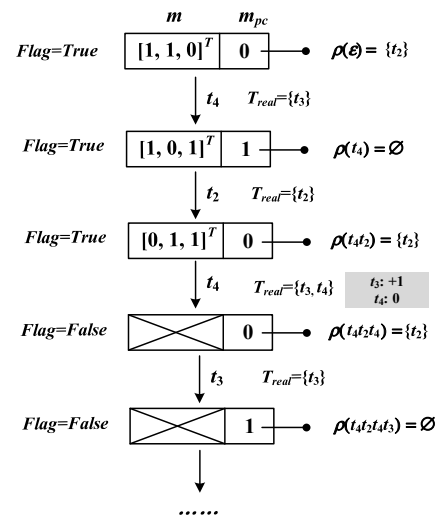 m m_pc
Flag=True [1, 1, 0]^T 0 ρ(ε) = {t₂}
t₄ T_real={t₃}
Flag=True [1, 0, 1]^T 1 ρ(t₄) = ∅
t₂ T_real={t₂}
Flag=True [0, 1, 1]^T 0 ρ(t₄t₂) = {t₂}
t₄ T_real={t₃, t₄} t₃: +1
t₄: 0
Flag=False 0 ρ(t₄t₂t₄) = {t₂}
t₃ T_real={t₃}
Flag=False 1 ρ(t₄t₂t₄t₃) = ∅
……